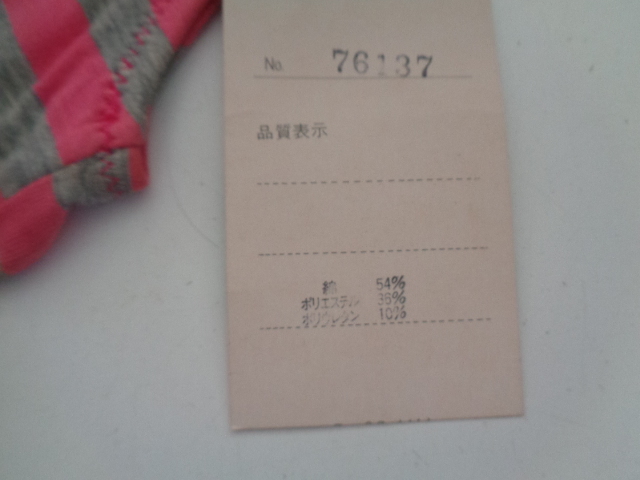 No. 76137
品質表示
綿 54%
ポリエステル 36%
ポリウレタン 10%